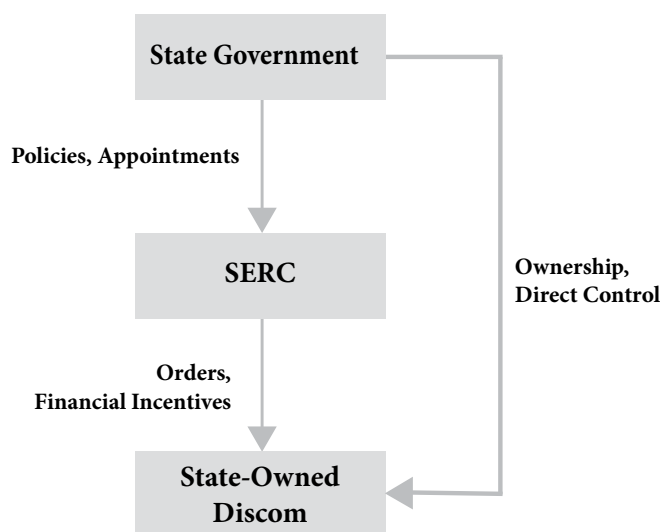 State Government
Policies, Appointments
SERC
Ownership,
Direct Control
Orders,
Financial Incentives
State-Owned
Discom